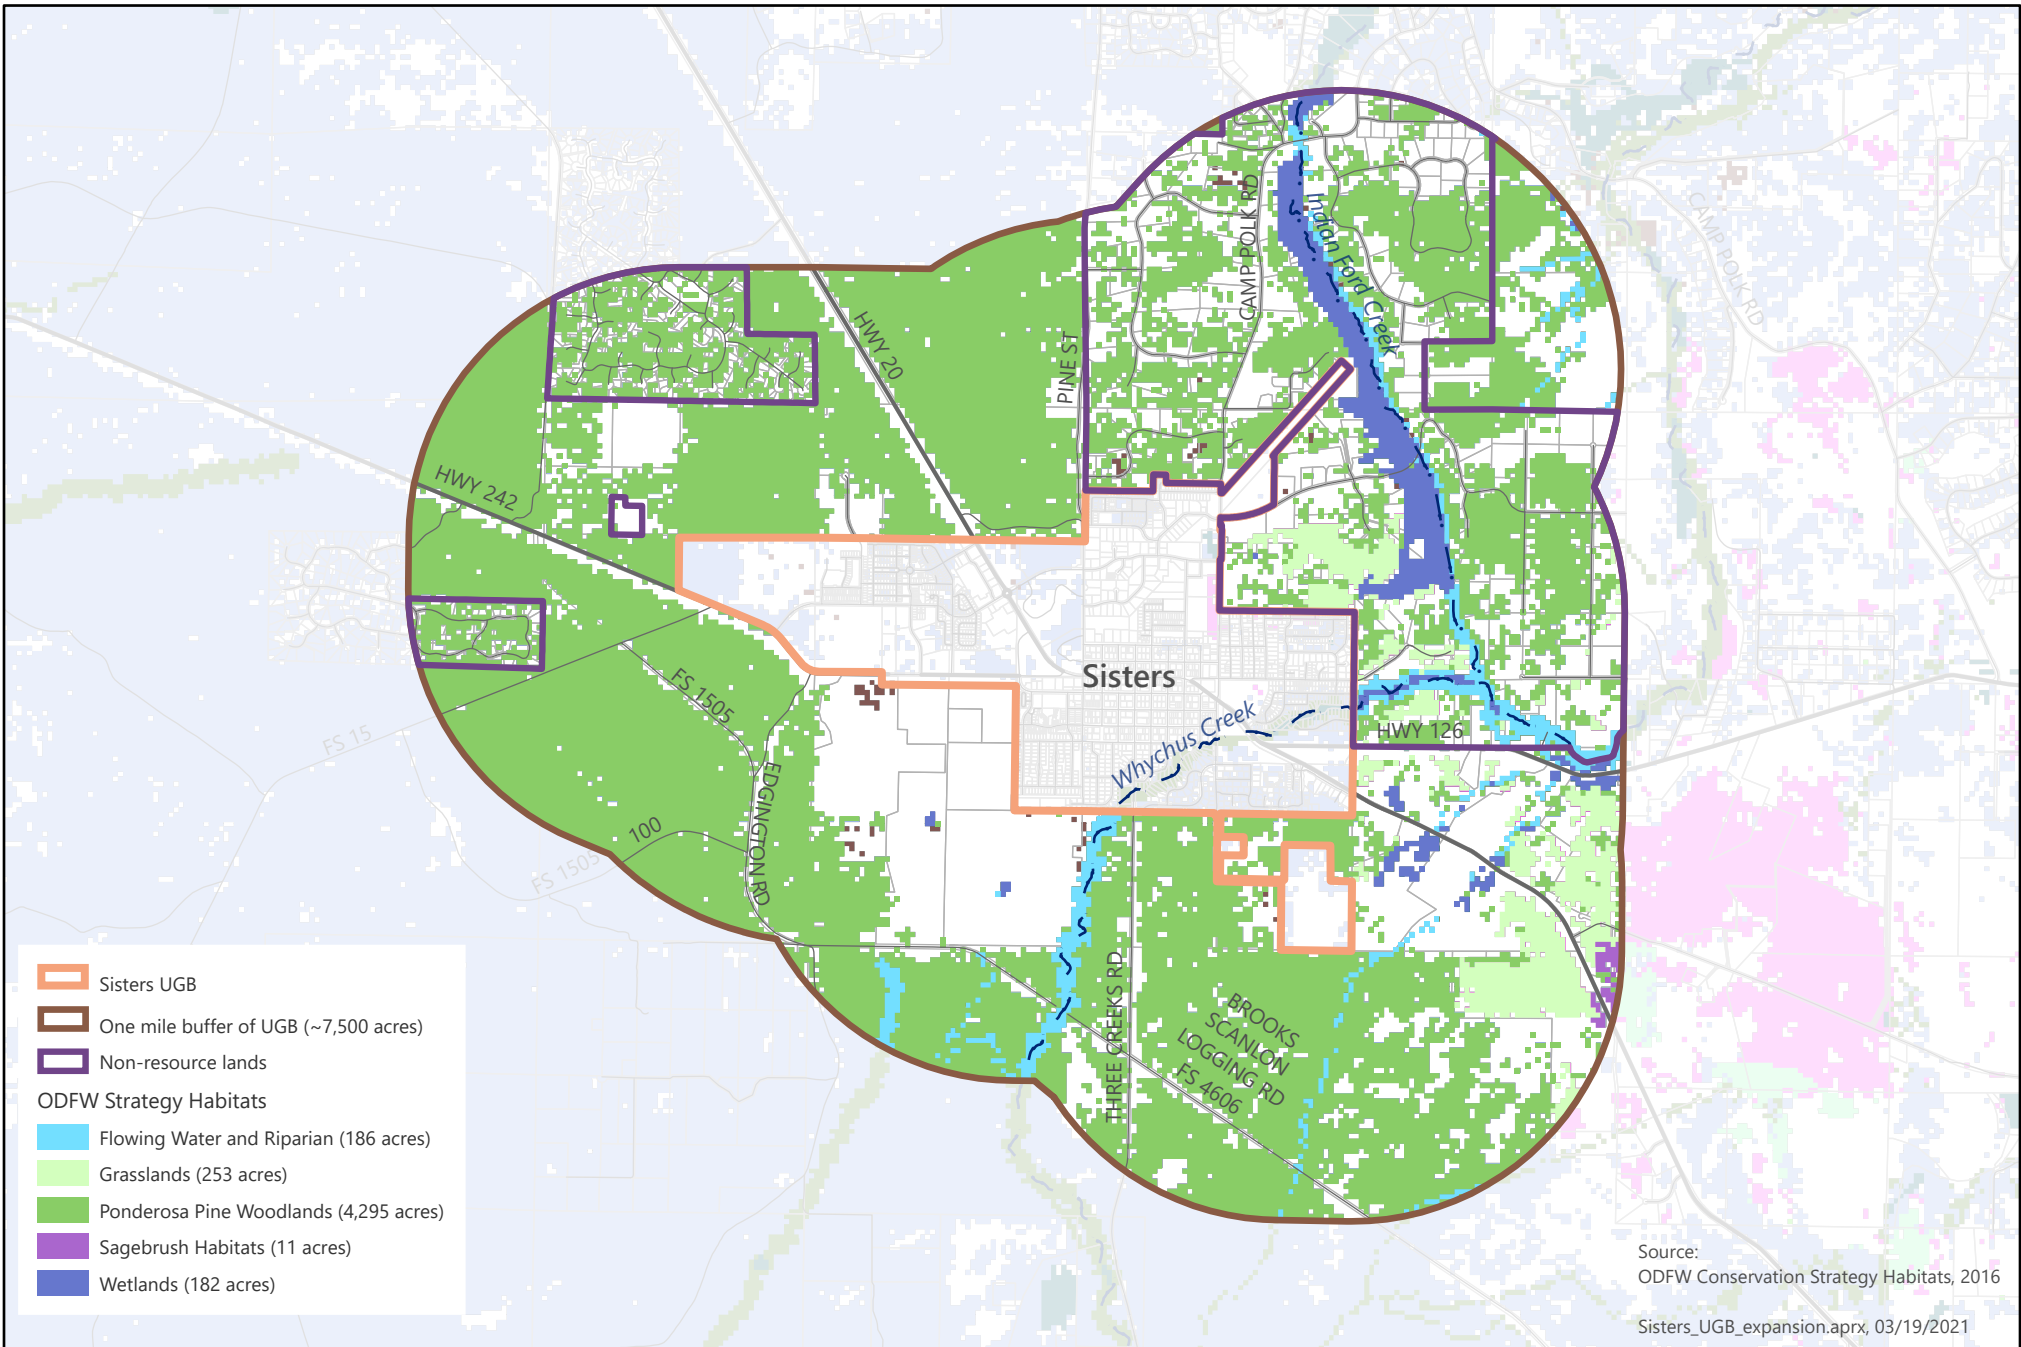 CAMP POLK RD
Indian Ford Creek
CAMP POLK RD
HWY 20
PINE ST
HWY 242
Sisters
FS 1505
HWY 126
Whychus Creek
FS 15
EDGINGTON RD
100
FS 1505
THREE CREEKS RD
BROOKS
SCANLON
LOGGING RD
FS 4606
Sisters UGB
One mile buffer of UGB (~7,500 acres)
Non-resource lands
ODFW Strategy Habitats
Flowing Water and Riparian (186 acres)
Grasslands (253 acres)
Ponderosa Pine Woodlands (4,295 acres)
Sagebrush Habitats (11 acres)
Wetlands (182 acres)
Source:
ODFW Conservation Strategy Habitats, 2016
Sisters_UGB_expansion.aprx, 03/19/2021